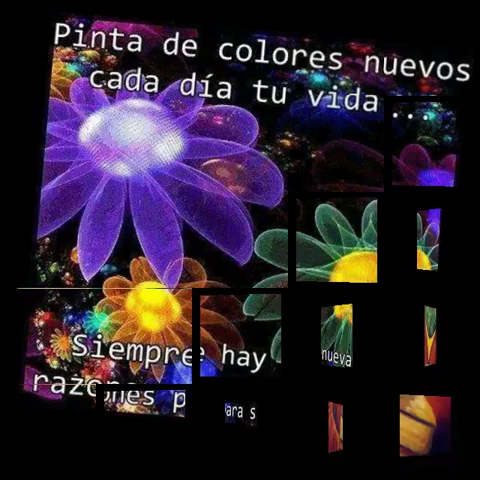 Pinta de colores nuevos
cada día tu vida...
Siempre hay nueva
razones para s